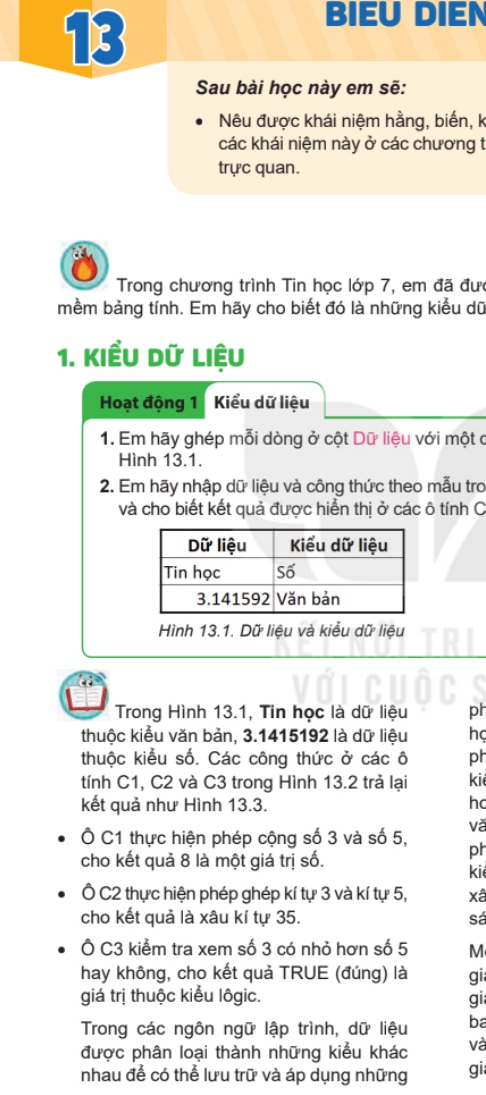 13
BIỂU DIỄN
Sau bài học này em sẽ:
• Nêu được khái niệm hằng, biến, k
các khái niệm này ở các chương t
trực quan.
Trong chương trình Tin học lớp 7, em đã đượ
mềm bảng tính. Em hãy cho biết đó là những kiểu dữ
1. KIỂU DỮ LIỆU
Hoạt động 1 Kiểu dữ liệu
1. Em hãy ghép mỗi dòng ở cột Dữ liệu với một d
Hình 13.1.
2. Em hãy nhập dữ liệu và công thức theo mẫu tro
và cho biết kết quả được hiển thị ở các ô tính C
Dữ liệu Kiểu dữ liệu
Tin học Số
3.141592 Văn bản
Hình 13.1. Dữ liệu và kiểu dữ liệu
KẾT NỐI TRI
VỚI CUỘC S
Trong Hình 13.1, Tin học là dữ liệu
thuộc kiểu văn bản, 3.1415192 là dữ liệu
thuộc kiểu số. Các công thức ở các ô
tính C1, C2 và C3 trong Hình 13.2 trả lại
kết quả như Hình 13.3.
• Ô C1 thực hiện phép cộng số 3 và số 5,
cho kết quả 8 là một giá trị số.
• Ô C2 thực hiện phép ghép kí tự 3 và kí tự 5,
cho kết quả là xâu kí tự 35.
• Ô C3 kiểm tra xem số 3 có nhỏ hơn số 5
hay không, cho kết quả TRUE (đúng) là
giá trị thuộc kiểu lôgic.
Trong các ngôn ngữ lập trình, dữ liệu
được phân loại thành những kiểu khác
nhau để có thể lưu trữ và áp dụng những